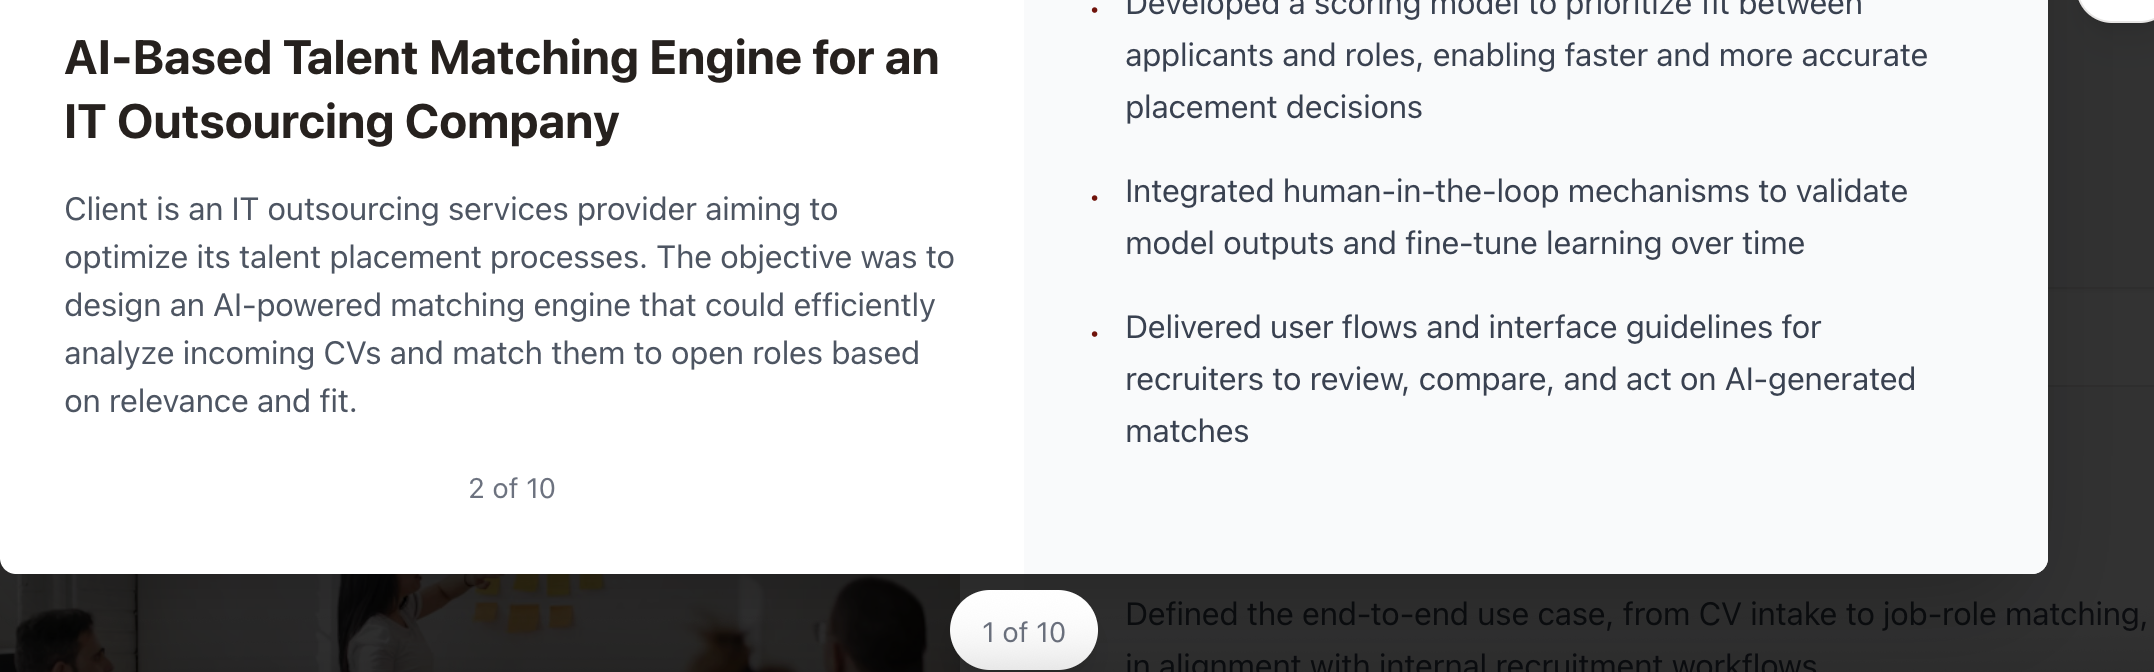 AI-Based Talent Matching Engine for an
IT Outsourcing Company
Client is an IT outsourcing services provider aiming to
optimize its talent placement processes. The objective was to
design an AI-powered matching engine that could efficiently
analyze incoming CVs and match them to open roles based
on relevance and fit.
2 of 10
Developed a scoring model to prioritize fit between
applicants and roles, enabling faster and more accurate
placement decisions
Integrated human-in-the-loop mechanisms to validate
model outputs and fine-tune learning over time
Delivered user flows and interface guidelines for
recruiters to review, compare, and act on AI-generated
matches
1 of 10
Defined the end-to-end use case, from CV intake to job-role matching,
in alignment with internal recruitment workflows